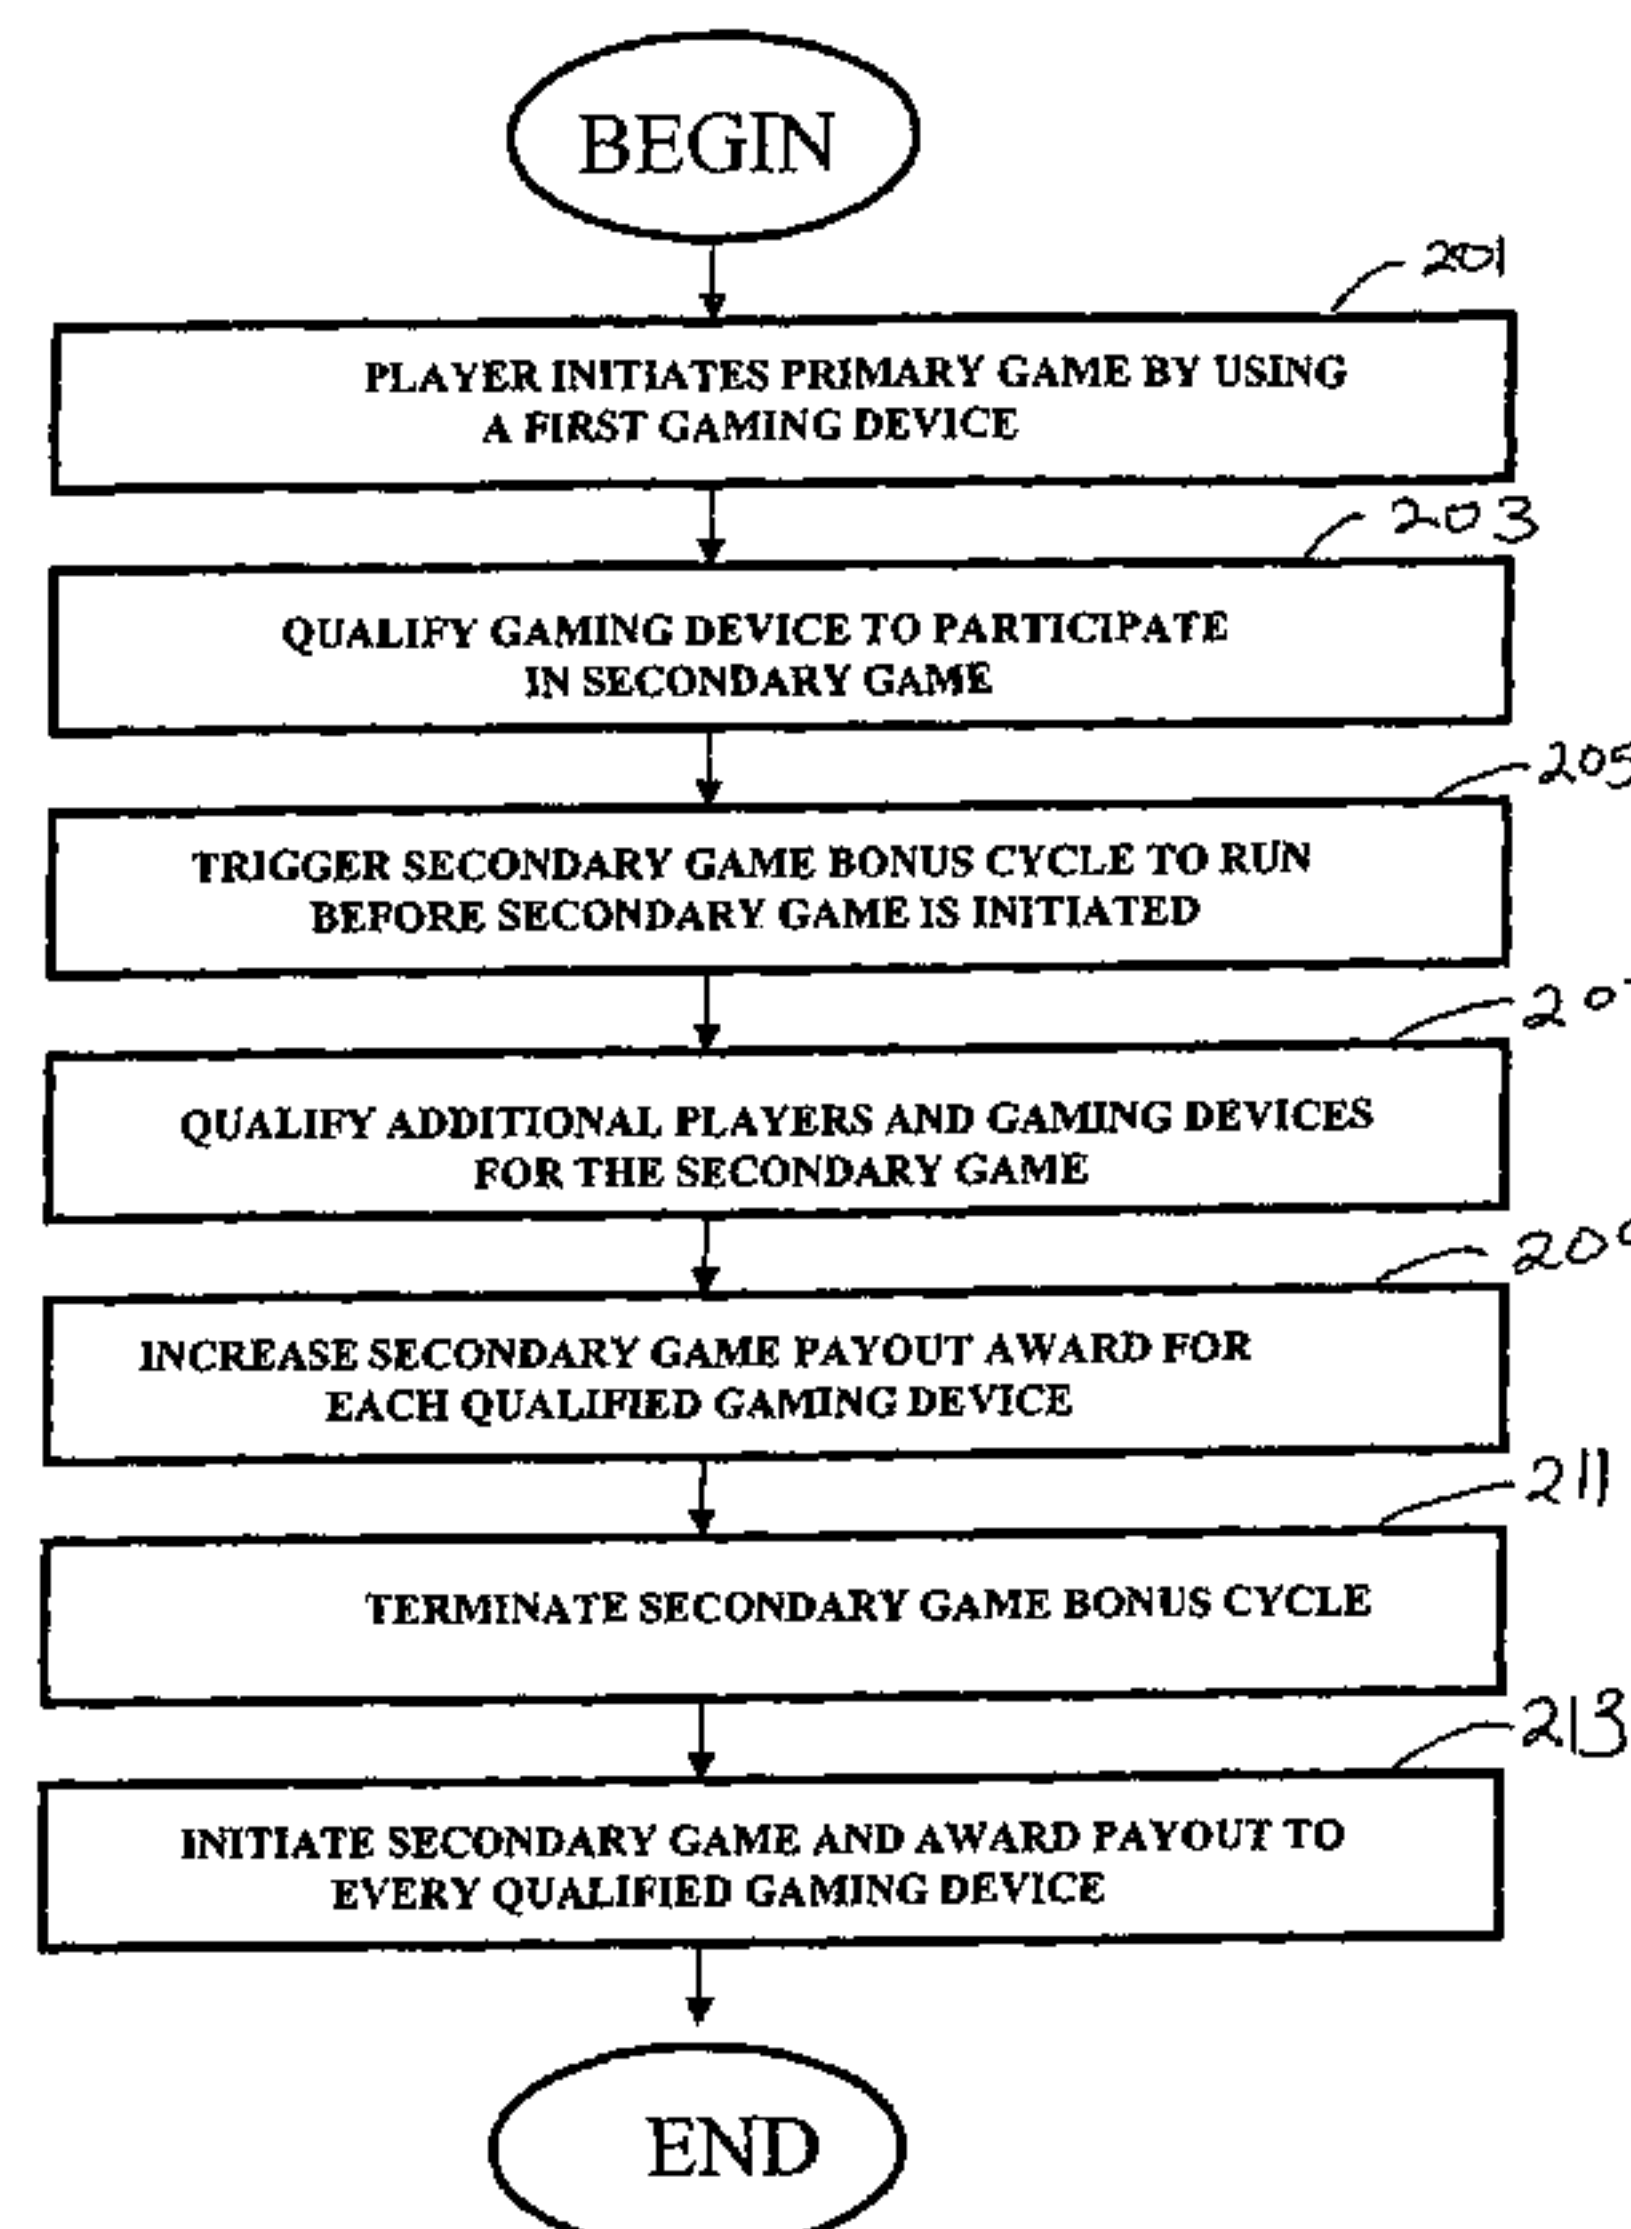 BEGIN
201
PLAYER INITIATES PRIMARY GAME BY USING
A FIRST GAMING DEVICE
203
QUALIFY GAMING DEVICE TO PARTICIPATE
IN SECONDARY GAME
205
TRIGGER SECONDARY GAME BONUS CYCLE TO RUN
BEFORE SECONDARY GAME IS INITIATED
QUALIFY ADDITIONAL PLAYERS AND GAMING DEVICES
FOR THE SECONDARY GAME
INCREASE SECONDARY GAME PAYOUT AWARD FOR
EACH QUALIFIED GAMING DEVICE
211
TERMINATE SECONDARY GAME BONUS CYCLE
213
INITIATE SECONDARY GAME AND AWARD PAYOUT TO
EVERY QUALIFIED GAMING DEVICE
END